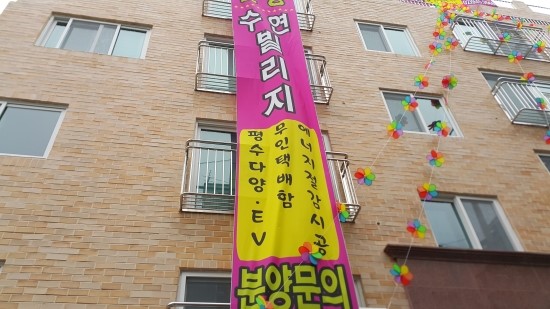 수연빌리지
에너지절감시공
무인택배함
평수다양·EV
분양문의